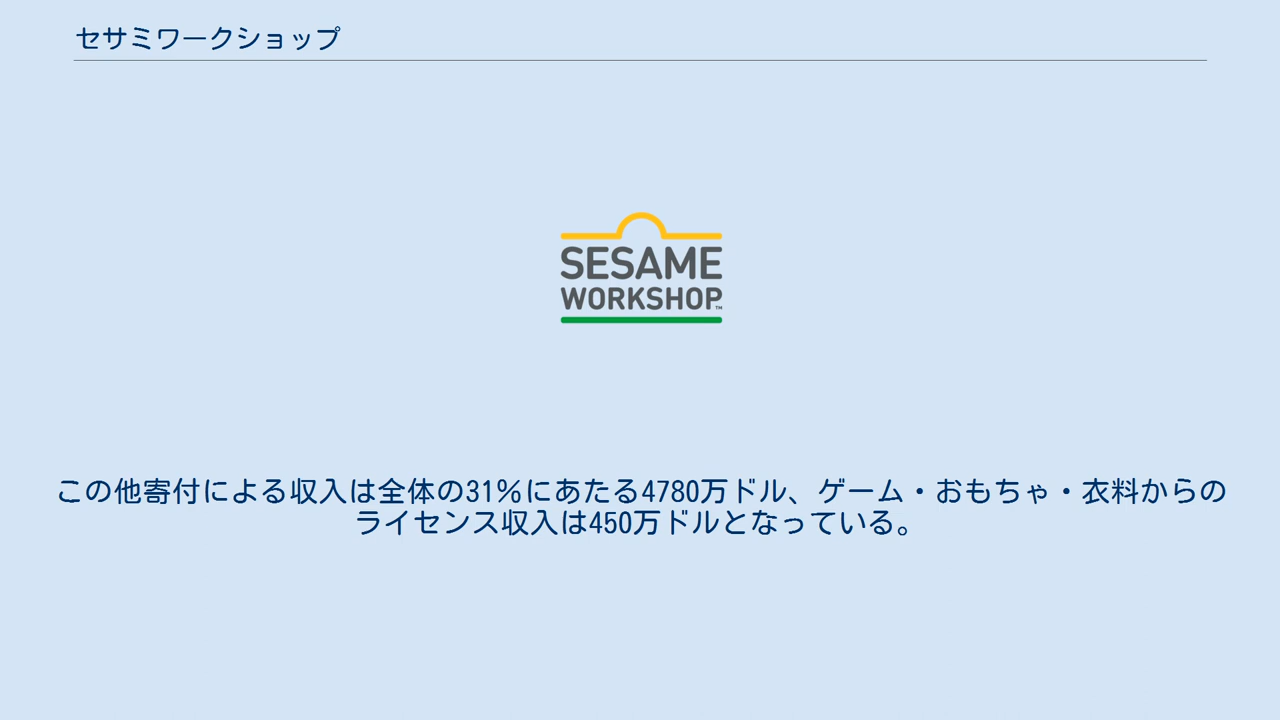 セサミワークショップ
SESAME
WORKSHOP™
この他寄付による収入は全体の31%にあたる4780万ドル、ゲーム・おもちゃ・衣料からの
ライセンス収入は450万ドルとなっている。